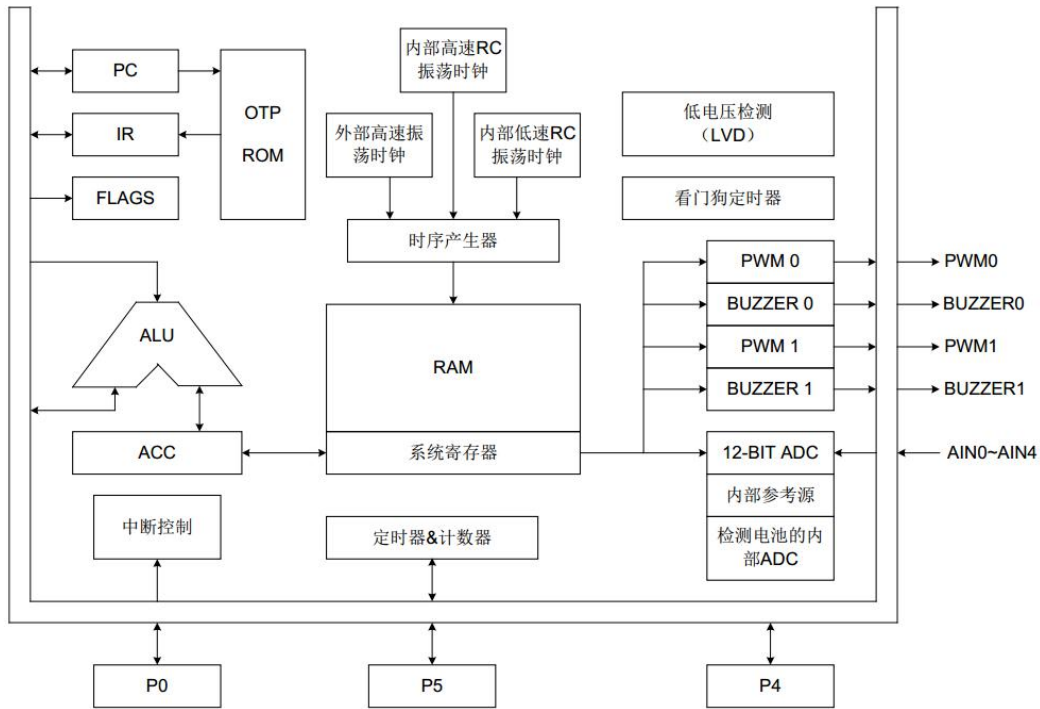 PC
IR
FLAGS
OTP
ROM
内部高速RC
振荡时钟
外部高速振
荡时钟
内部低速RC
振荡时钟
时序产生器
低电压检测
（LVD）
看门狗定时器
ALU
ACC
RAM
系统寄存器
PWM 0
BUZZER 0
PWM 1
BUZZER 1
PWM0
BUZZER0
PWM1
BUZZER1
12-BIT ADC
AIN0~AIN4
内部参考源
检测电池的内
部ADC
中断控制
定时器&计数器
P0
P5
P4